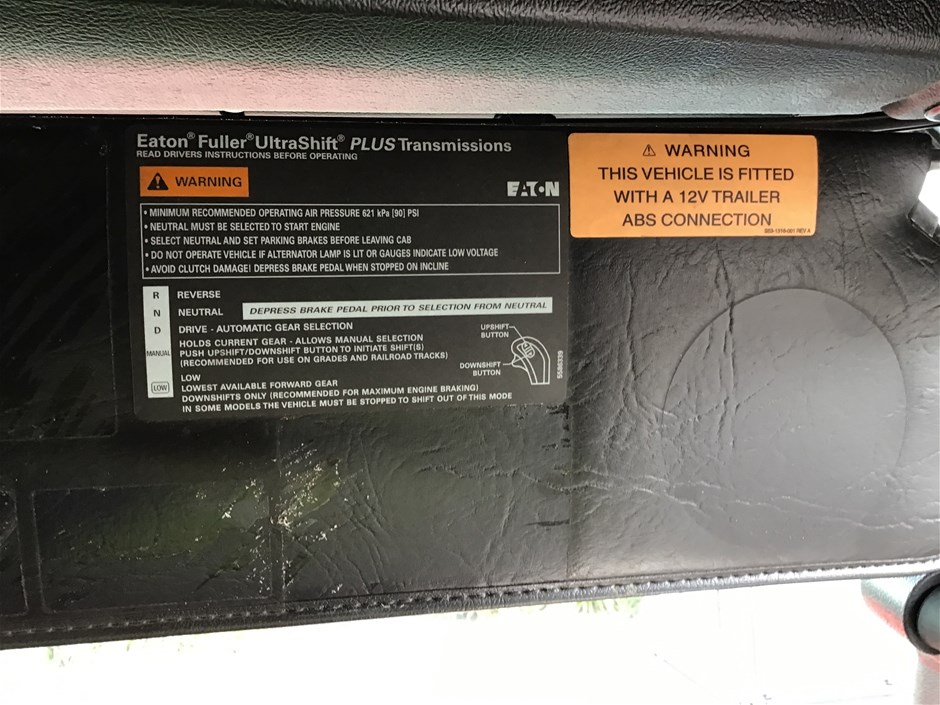 Eaton® Fuller® UltraShift® PLUS Transmissions
READ DRIVERS INSTRUCTIONS BEFORE OPERATING
⚠ WARNING
EATON
• MINIMUM RECOMMENDED OPERATING AIR PRESSURE 621 kPa [90] PSI
• NEUTRAL MUST BE SELECTED TO START ENGINE
• SELECT NEUTRAL AND SET PARKING BRAKES BEFORE LEAVING CAB
• DO NOT OPERATE VEHICLE IF ALTERNATOR LAMP IS LIT OR GAUGES INDICATE LOW VOLTAGE
• AVOID CLUTCH DAMAGE! DEPRESS BRAKE PEDAL WHEN STOPPED ON INCLINE
R REVERSE
N NEUTRAL DEPRESS BRAKE PEDAL PRIOR TO SELECTION FROM NEUTRAL
D DRIVE - AUTOMATIC GEAR SELECTION
MANUAL HOLDS CURRENT GEAR - ALLOWS MANUAL SELECTION
PUSH UPSHIFT/DOWNSHIFT BUTTON TO INITIATE SHIFT(S)
(RECOMMENDED FOR USE ON GRADES AND RAILROAD TRACKS)
LOW LOW
LOWEST AVAILABLE FORWARD GEAR
DOWNSHIFTS ONLY (RECOMMENDED FOR MAXIMUM ENGINE BRAKING)
IN SOME MODELS THE VEHICLE MUST BE STOPPED TO SHIFT OUT OF THIS MODE
UPSHIFT
BUTTON
DOWNSHIFT
BUTTON
⚠ WARNING
THIS VEHICLE IS FITTED
WITH A 12V TRAILER
ABS CONNECTION